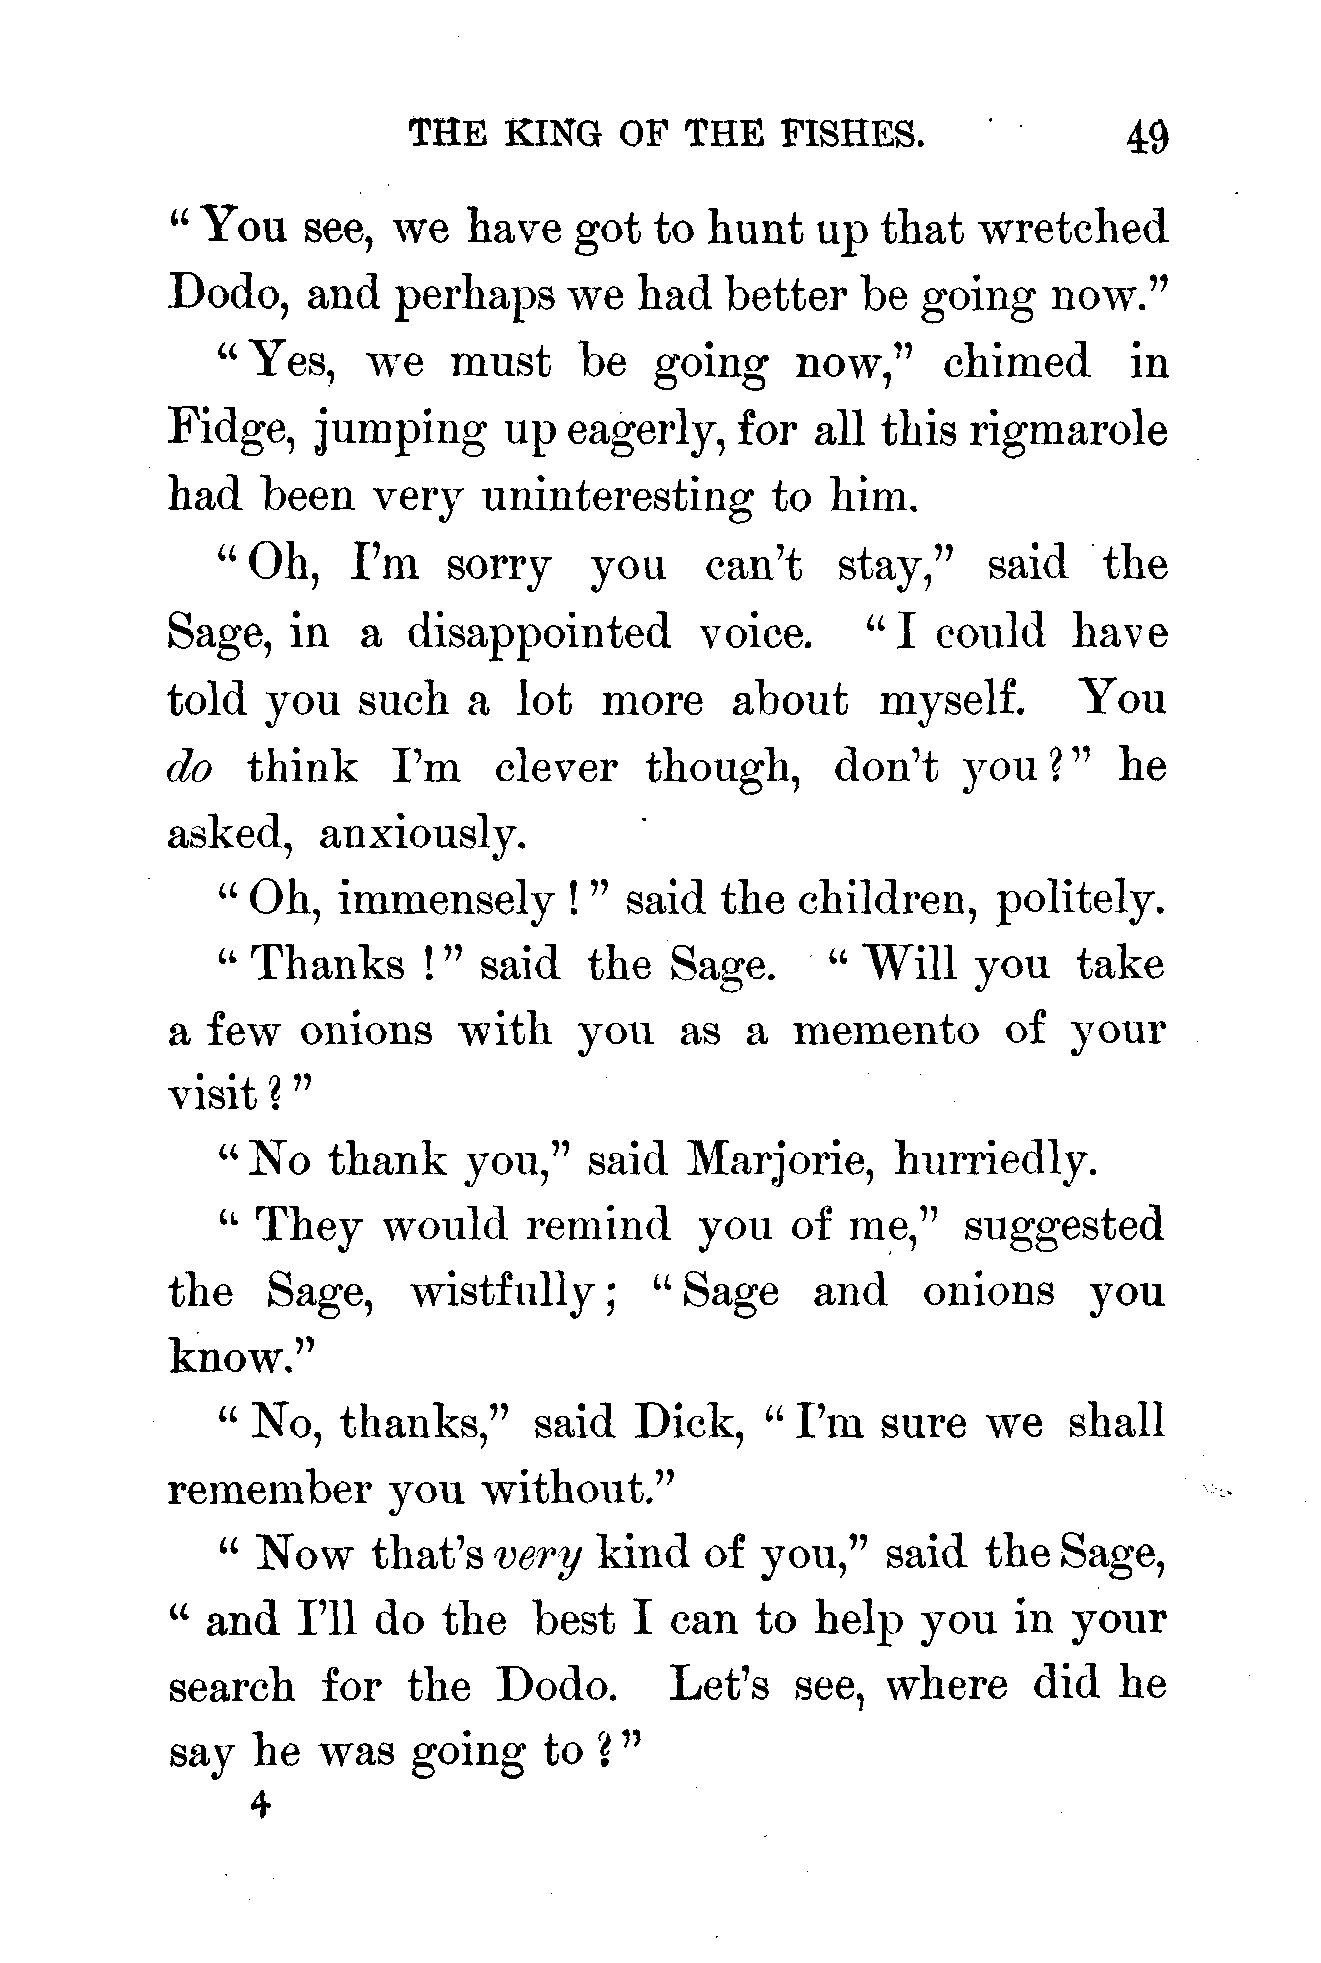 THE KING OF THE FISHES. 49
“ You see, we have got to hunt up that wretched
Dodo, and perhaps we had better be going now.”
“ Yes, we must be going now,” chimed in
Fidge, jumping up eagerly, for all this rigmarole
had been very uninteresting to him.
“ Oh, I’m sorry you can’t stay,” said the
Sage, in a disappointed voice. “ I could have
told you such a lot more about myself. You
do think I’m clever though, don’t you ? ” he
asked, anxiously.
“ Oh, immensely ! ” said the children, politely.
“ Thanks ! ” said the Sage. “ Will you take
a few onions with you as a memento of your
visit ? ”
“ No thank you,” said Marjorie, hurriedly.
“ They would remind you of me,” suggested
the Sage, wistfully ; “ Sage and onions you
know.”
“ No, thanks,” said Dick, “ I’m sure we shall
remember you without.”
“ Now that’s very kind of you,” said the Sage,
“ and I’ll do the best I can to help you in your
search for the Dodo. Let’s see, where did he
say he was going to ? ”
4